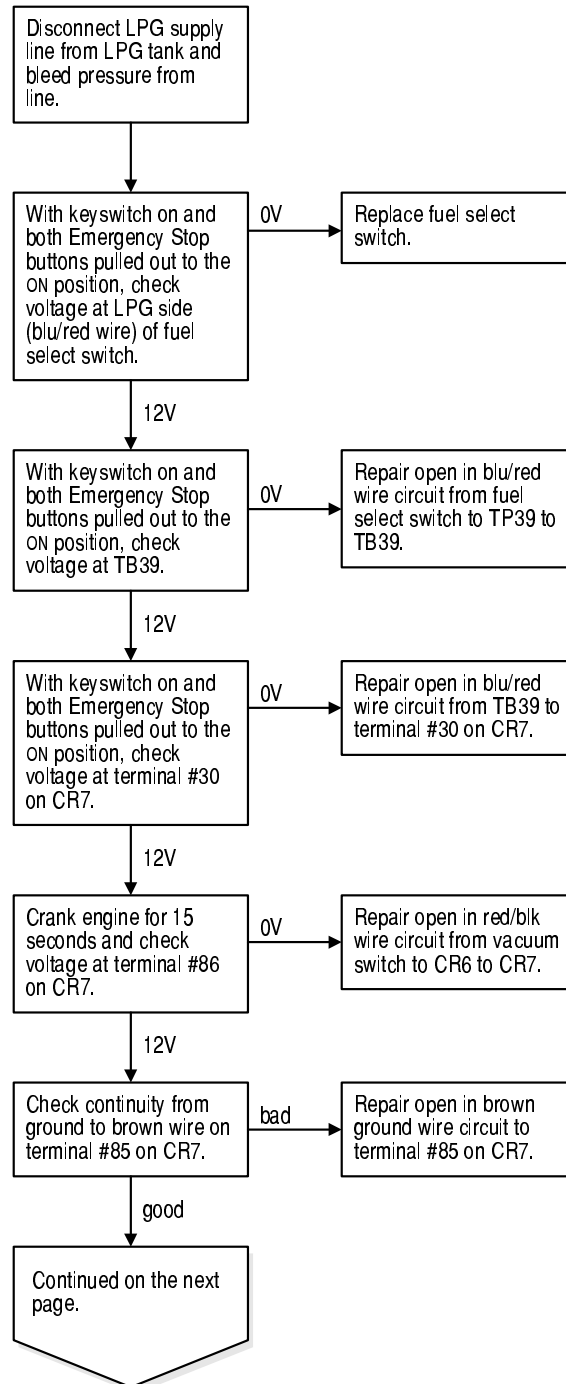 Disconnect LPG supply
line from LPG tank and
bleed pressure from
line.
With keyswitch on and
both Emergency Stop
buttons pulled out to the
ON position, check
voltage at LPG side
(blu/red wire) of fuel
select switch.
0V
Replace fuel select
switch.
12V
With keyswitch on and
both Emergency Stop
buttons pulled out to the
ON position, check
voltage at TB39.
0V
Repair open in blu/red
wire circuit from fuel
select switch to TP39 to
TB39.
12V
With keyswitch on and
both Emergency Stop
buttons pulled out to the
ON position, check
voltage at terminal #30
on CR7.
0V
Repair open in blu/red
wire circuit from TB39 to
terminal #30 on CR7.
12V
Crank engine for 15
seconds and check
voltage at terminal #86
on CR7.
0V
Repair open in red/blk
wire circuit from vacuum
switch to CR6 to CR7.
12V
Check continuity from
ground to brown wire on
terminal #85 on CR7.
bad
Repair open in brown
ground wire circuit to
terminal #85 on CR7.
good
Continued on the next
page.